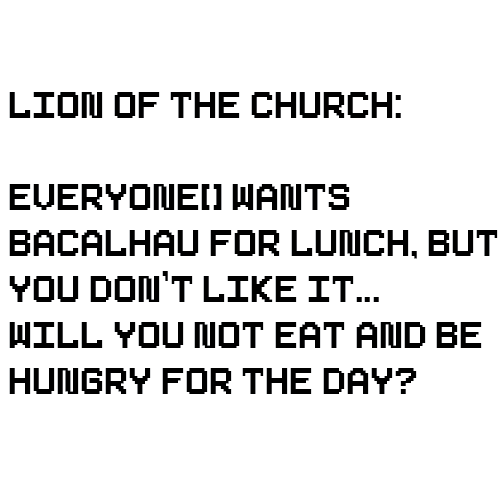 LION OF THE CHURCH:
EVERYONE[] WANTS
BACALHAU FOR LUNCH, BUT
YOU DON'T LIKE IT...
WILL YOU NOT EAT AND BE
HUNGRY FOR THE DAY?